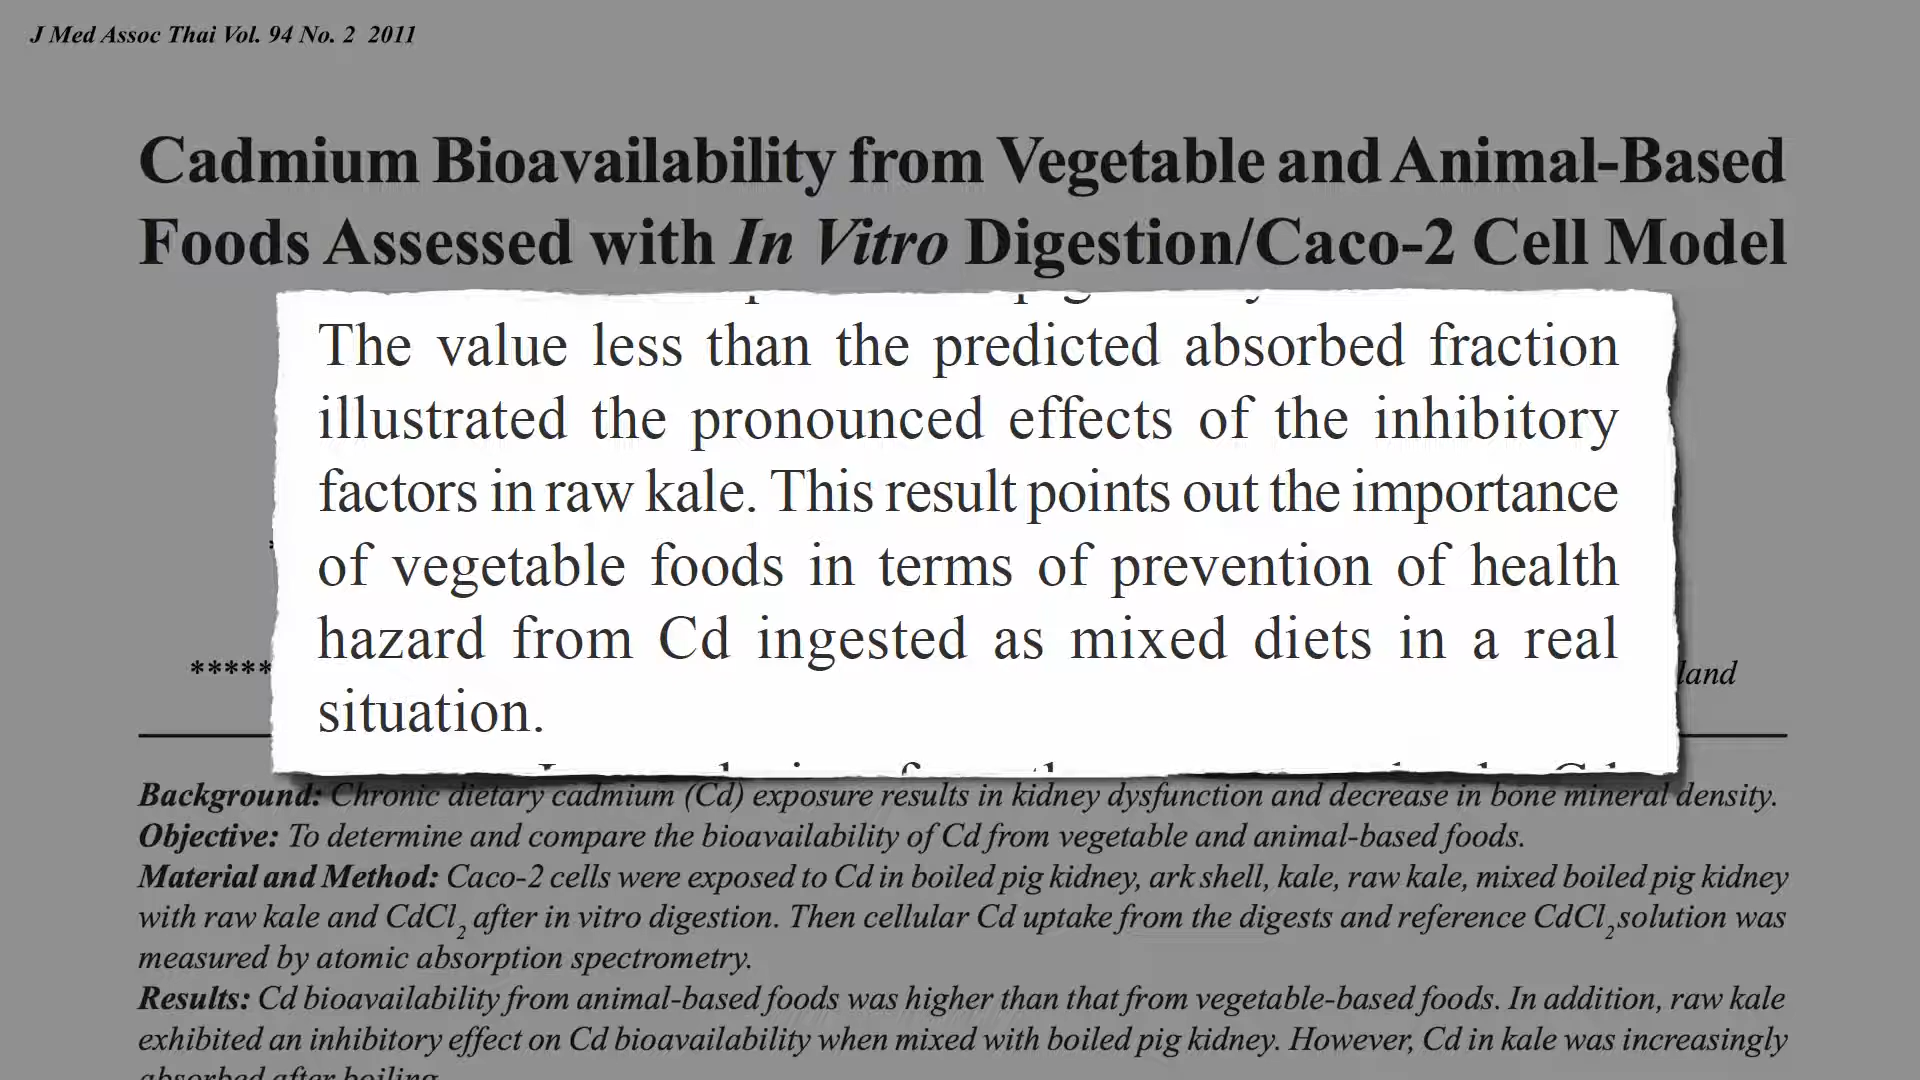 J Med Assoc Thai Vol. 94 No. 2 2011
Cadmium Bioavailability from Vegetable and Animal-Based
Foods Assessed with In Vitro Digestion/Caco-2 Cell Model
The value less than the predicted absorbed fraction
illustrated the pronounced effects of the inhibitory
factors in raw kale. This result points out the importance
of vegetable foods in terms of prevention of health
hazard from Cd ingested as mixed diets in a real
situation.
*****
land
Background: Chronic dietary cadmium (Cd) exposure results in kidney dysfunction and decrease in bone mineral density.
Objective: To determine and compare the bioavailability of Cd from vegetable and animal-based foods.
Material and Method: Caco-2 cells were exposed to Cd in boiled pig kidney, ark shell, kale, raw kale, mixed boiled pig kidney
with raw kale and CdCl2 after in vitro digestion. Then cellular Cd uptake from the digests and reference CdCl2 solution was
measured by atomic absorption spectrometry.
Results: Cd bioavailability from animal-based foods was higher than that from vegetable-based foods. In addition, raw kale
exhibited an inhibitory effect on Cd bioavailability when mixed with boiled pig kidney. However, Cd in kale was increasingly
absorbed after boiling.